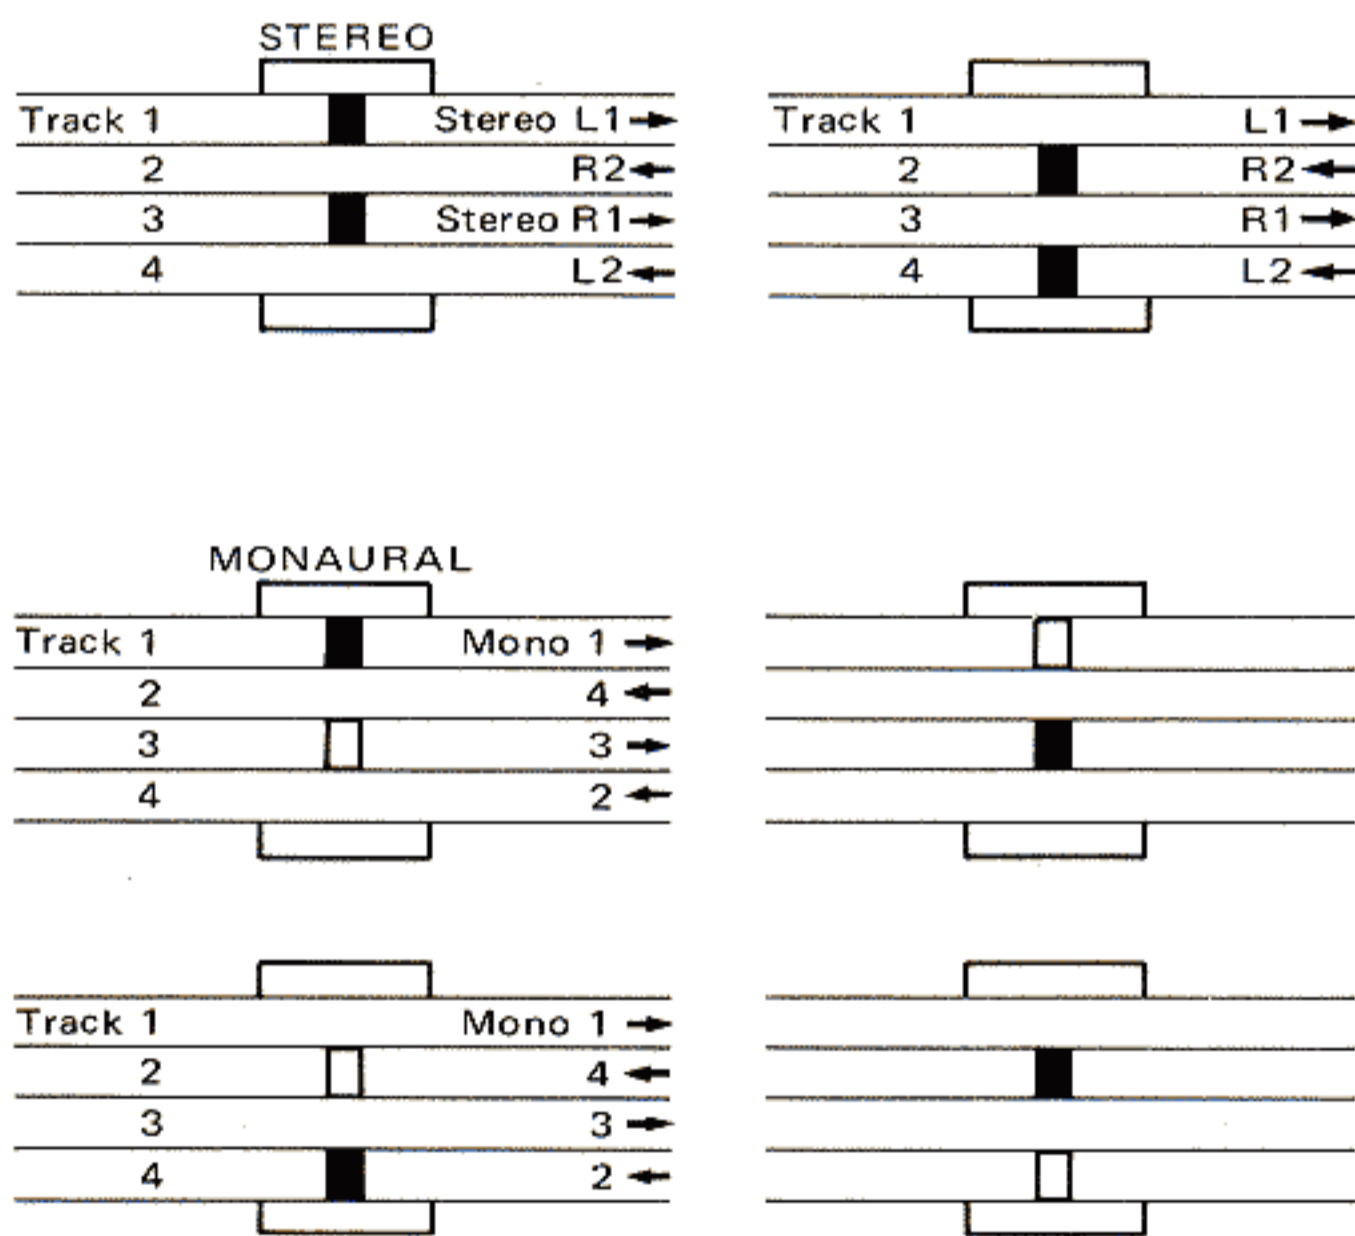 STEREO
Track 1 Stereo L1
2 R2
3 Stereo R1
4 L2
Track 1 L1
2 R2
3 R1
4 L2
MONAURAL
Track 1 Mono 1
2 4
3 3
4 2
Track 1 Mono 1
2 4
3 3
4 2